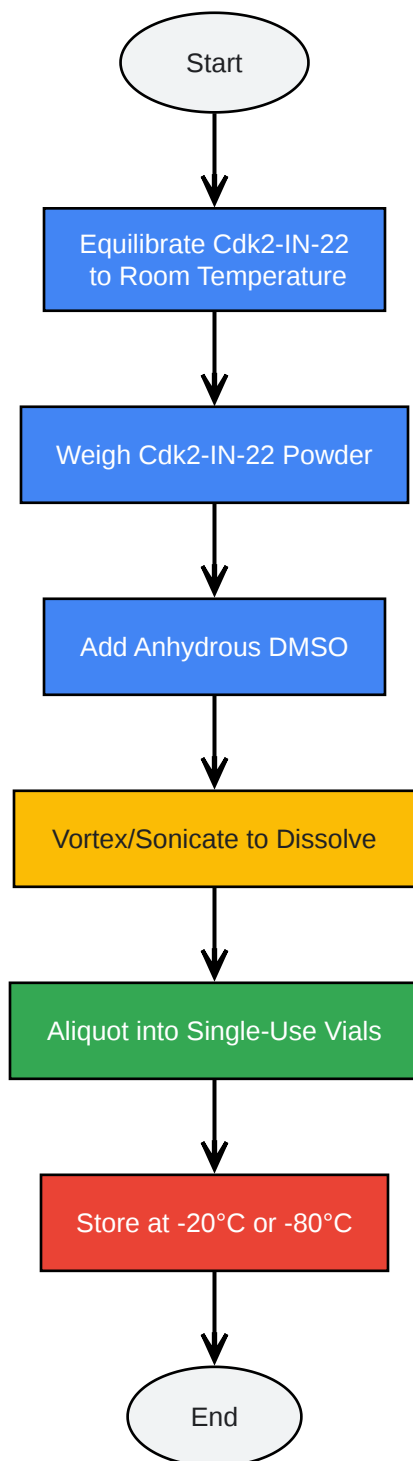 Start
Equilibrate Cdk2-IN-22
to Room Temperature
Weigh Cdk2-IN-22 Powder
Add Anhydrous DMSO
Vortex/Sonicate to Dissolve
Aliquot into Single-Use Vials
Store at -20°C or -80°C
End